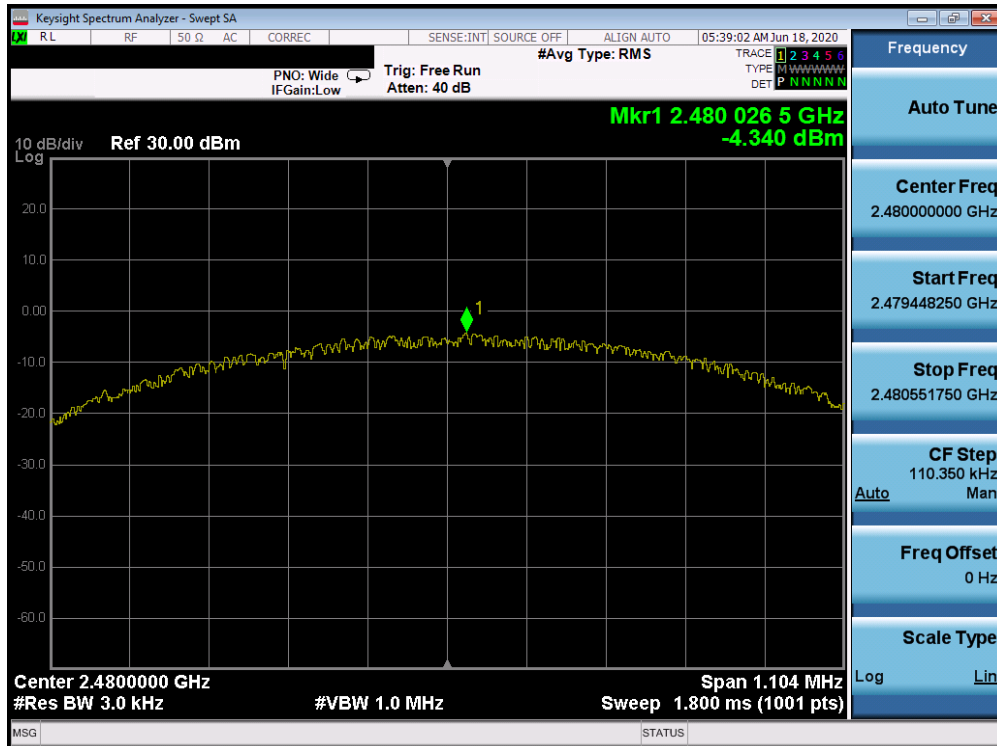 Keysight Spectrum Analyzer - Swept SA
LXI RL RF 50 Ω AC CORREC SENSE:INT SOURCE OFF ALIGN AUTO 05:39:02 AM Jun 18, 2020
#Avg Type: RMS
TRACE 1 2 3 4 5 6
TYPE M WWWWW
DET P N N N N N
PNO: Wide
IFGain:Low
Trig: Free Run
Atten: 40 dB
Mkr1 2.480 026 5 GHz
-4.340 dBm
10 dB/div Ref 30.00 dBm
Log
20.0
10.0
0.00
-10.0
-20.0
-30.0
-40.0
-50.0
-60.0
1
Center 2.4800000 GHz
Span 1.104 MHz
#Res BW 3.0 kHz
#VBW 1.0 MHz
Sweep 1.800 ms (1001 pts)
MSG
STATUS
Frequency
Auto Tune
Center Freq
2.480000000 GHz
Start Freq
2.479448250 GHz
Stop Freq
2.480551750 GHz
CF Step
110.350 kHz
Auto Man
Freq Offset
0 Hz
Scale Type
Log Lin